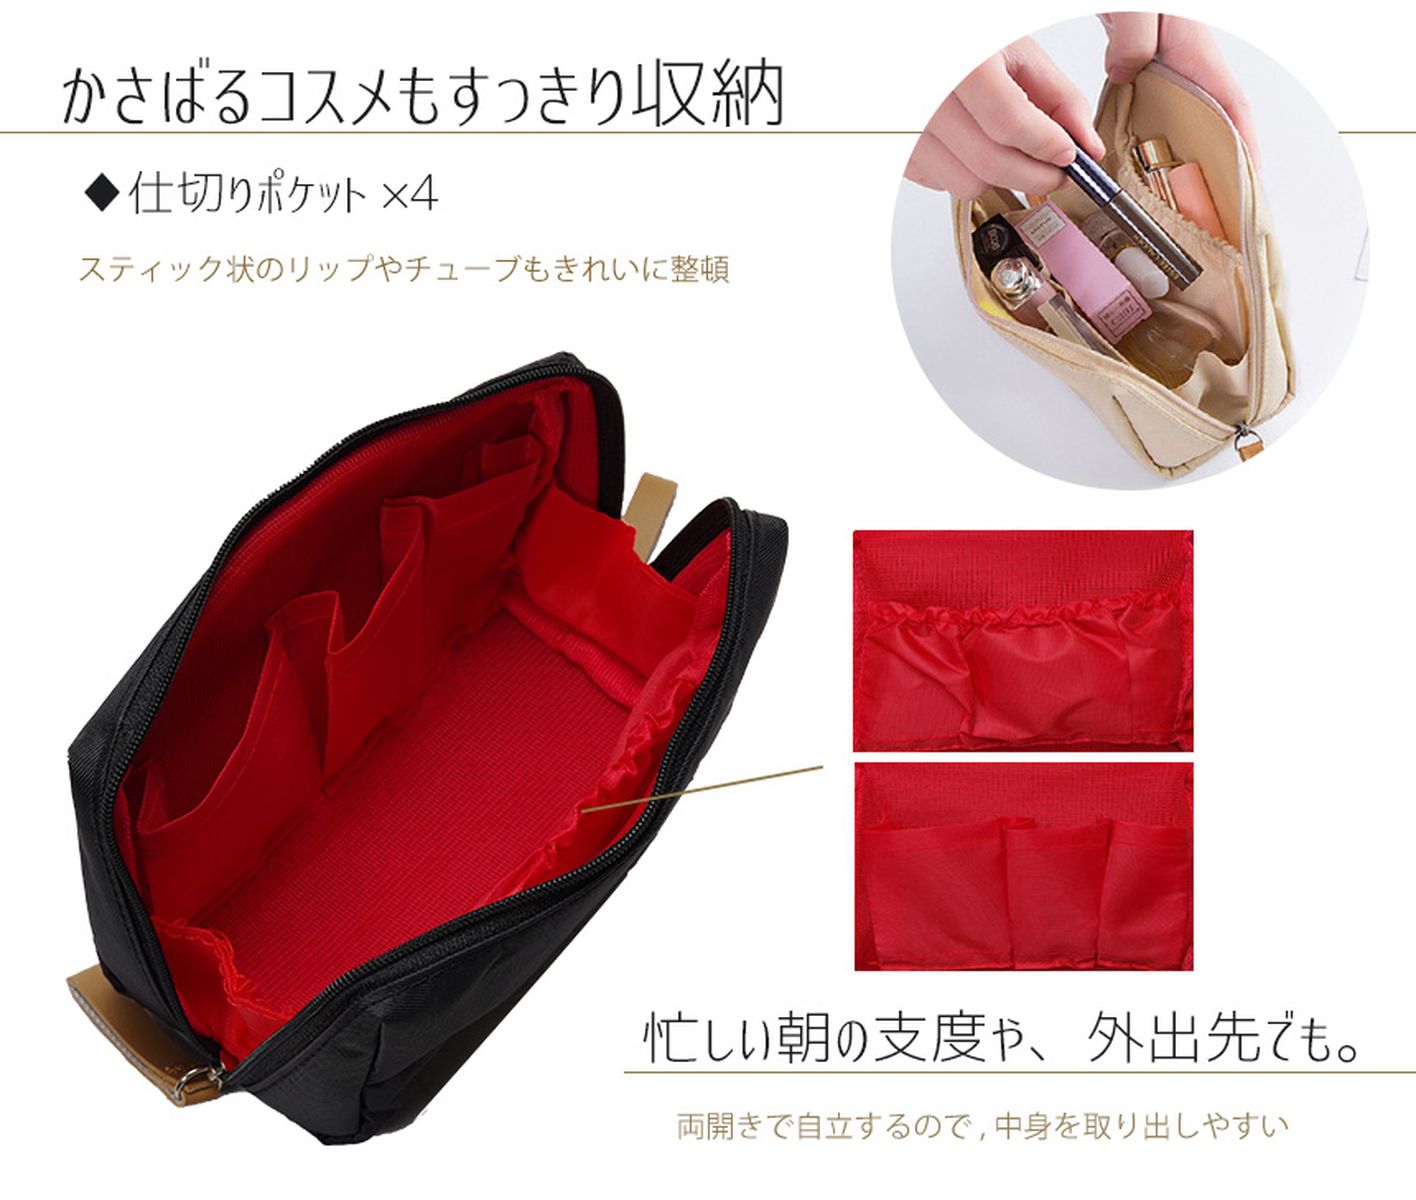 かさばるコスメもすっきり収納
◆仕切りポケット ×4
スティック状のリップやチューブもきれいに整頓
忙しい朝の支度や、外出先でも。
両開きで自立するので,中身を取り出しやすい